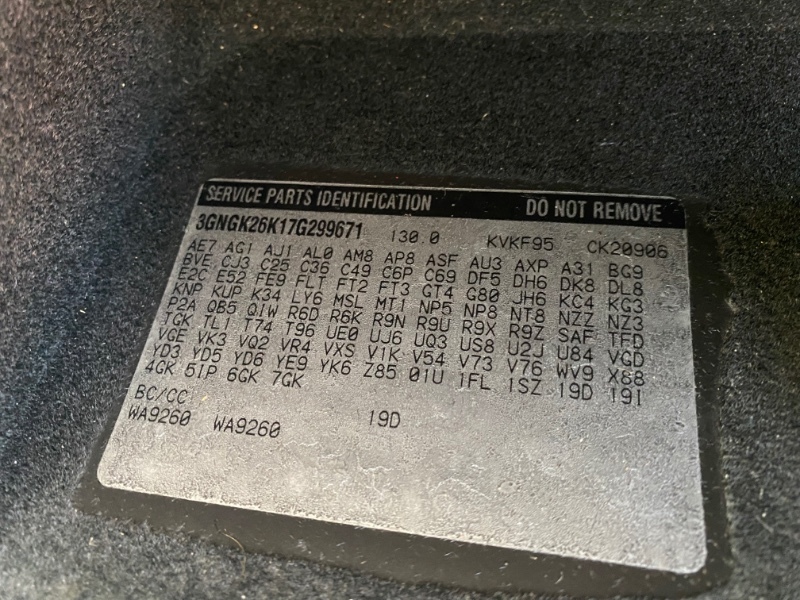 SERVICE PARTS IDENTIFICATION DO NOT REMOVE
3GNGK26K17G299671 130.0 KVKF95 CK20906
AE7 AG1 AJ1 AL0 AM8 AP8 ASF AU3 AXP A31 BG9
BVE CJ3 C25 C36 C49 C6P C69 DF5 DH6 DK8 DL8
E2C E52 FE9 FLT FT2 FT3 GT4 G80 JH6 KC4 KG3
KNP KUP K34 LY6 MSL MT1 NP5 NP8 NT8 NZZ NZ3
P2A QB5 QIW R6D R6K R9N R9U R9X R9Z SAF TFD
TGK TL1 T74 T96 UE0 UJ6 UQ3 US8 U2J U84 VGD
VGE VK3 VQ2 VR4 VXS V1K V54 V73 V76 WV9 X88
YD3 YD5 YD6 YE9 YK6 Z85 01U 1FL 1SZ 19D 19I
4GK 5IP 6GK 7GK
BC/CC
WA9260 WA9260 19D